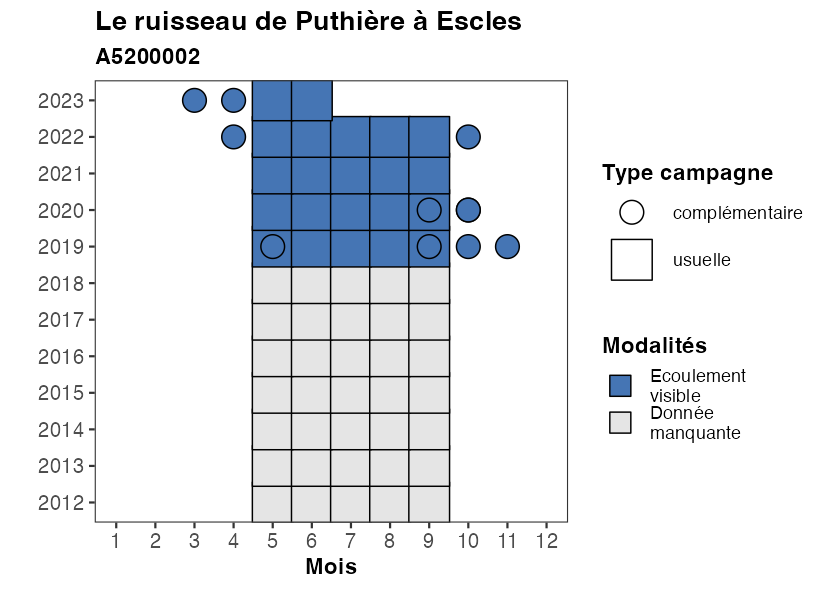 Le ruisseau de Puthière à Escles
A5200002
2023
2022
2021
2020
2019
2018
2017
2016
2015
2014
2013
2012
1 2 3 4 5 6 7 8 9 10 11 12
Mois
Type campagne
complémentaire
usuelle
Modalités
Ecoulement
visible
Donnée
manquante